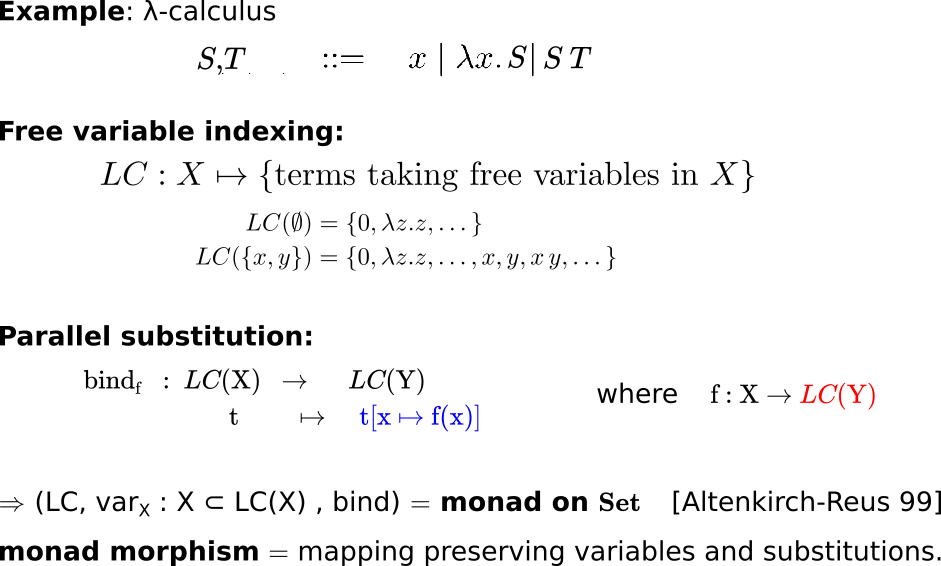 Example: λ-calculus
S,T ::= x | λx. S | S T
Free variable indexing:
LC : X ↦ {terms taking free variables in X}
LC(∅) = {0, λz.z, . . . }
LC({x, y}) = {0, λz.z, . . . , x, y, x y, . . . }
Parallel substitution:
bind_f : LC(X) → LC(Y) where f : X → LC(Y)
t ↦ t[x ↦ f(x)]
⇒ (LC, var_X : X ⊂ LC(X) , bind) = monad on Set [Altenkirch-Reus 99]
monad morphism = mapping preserving variables and substitutions.